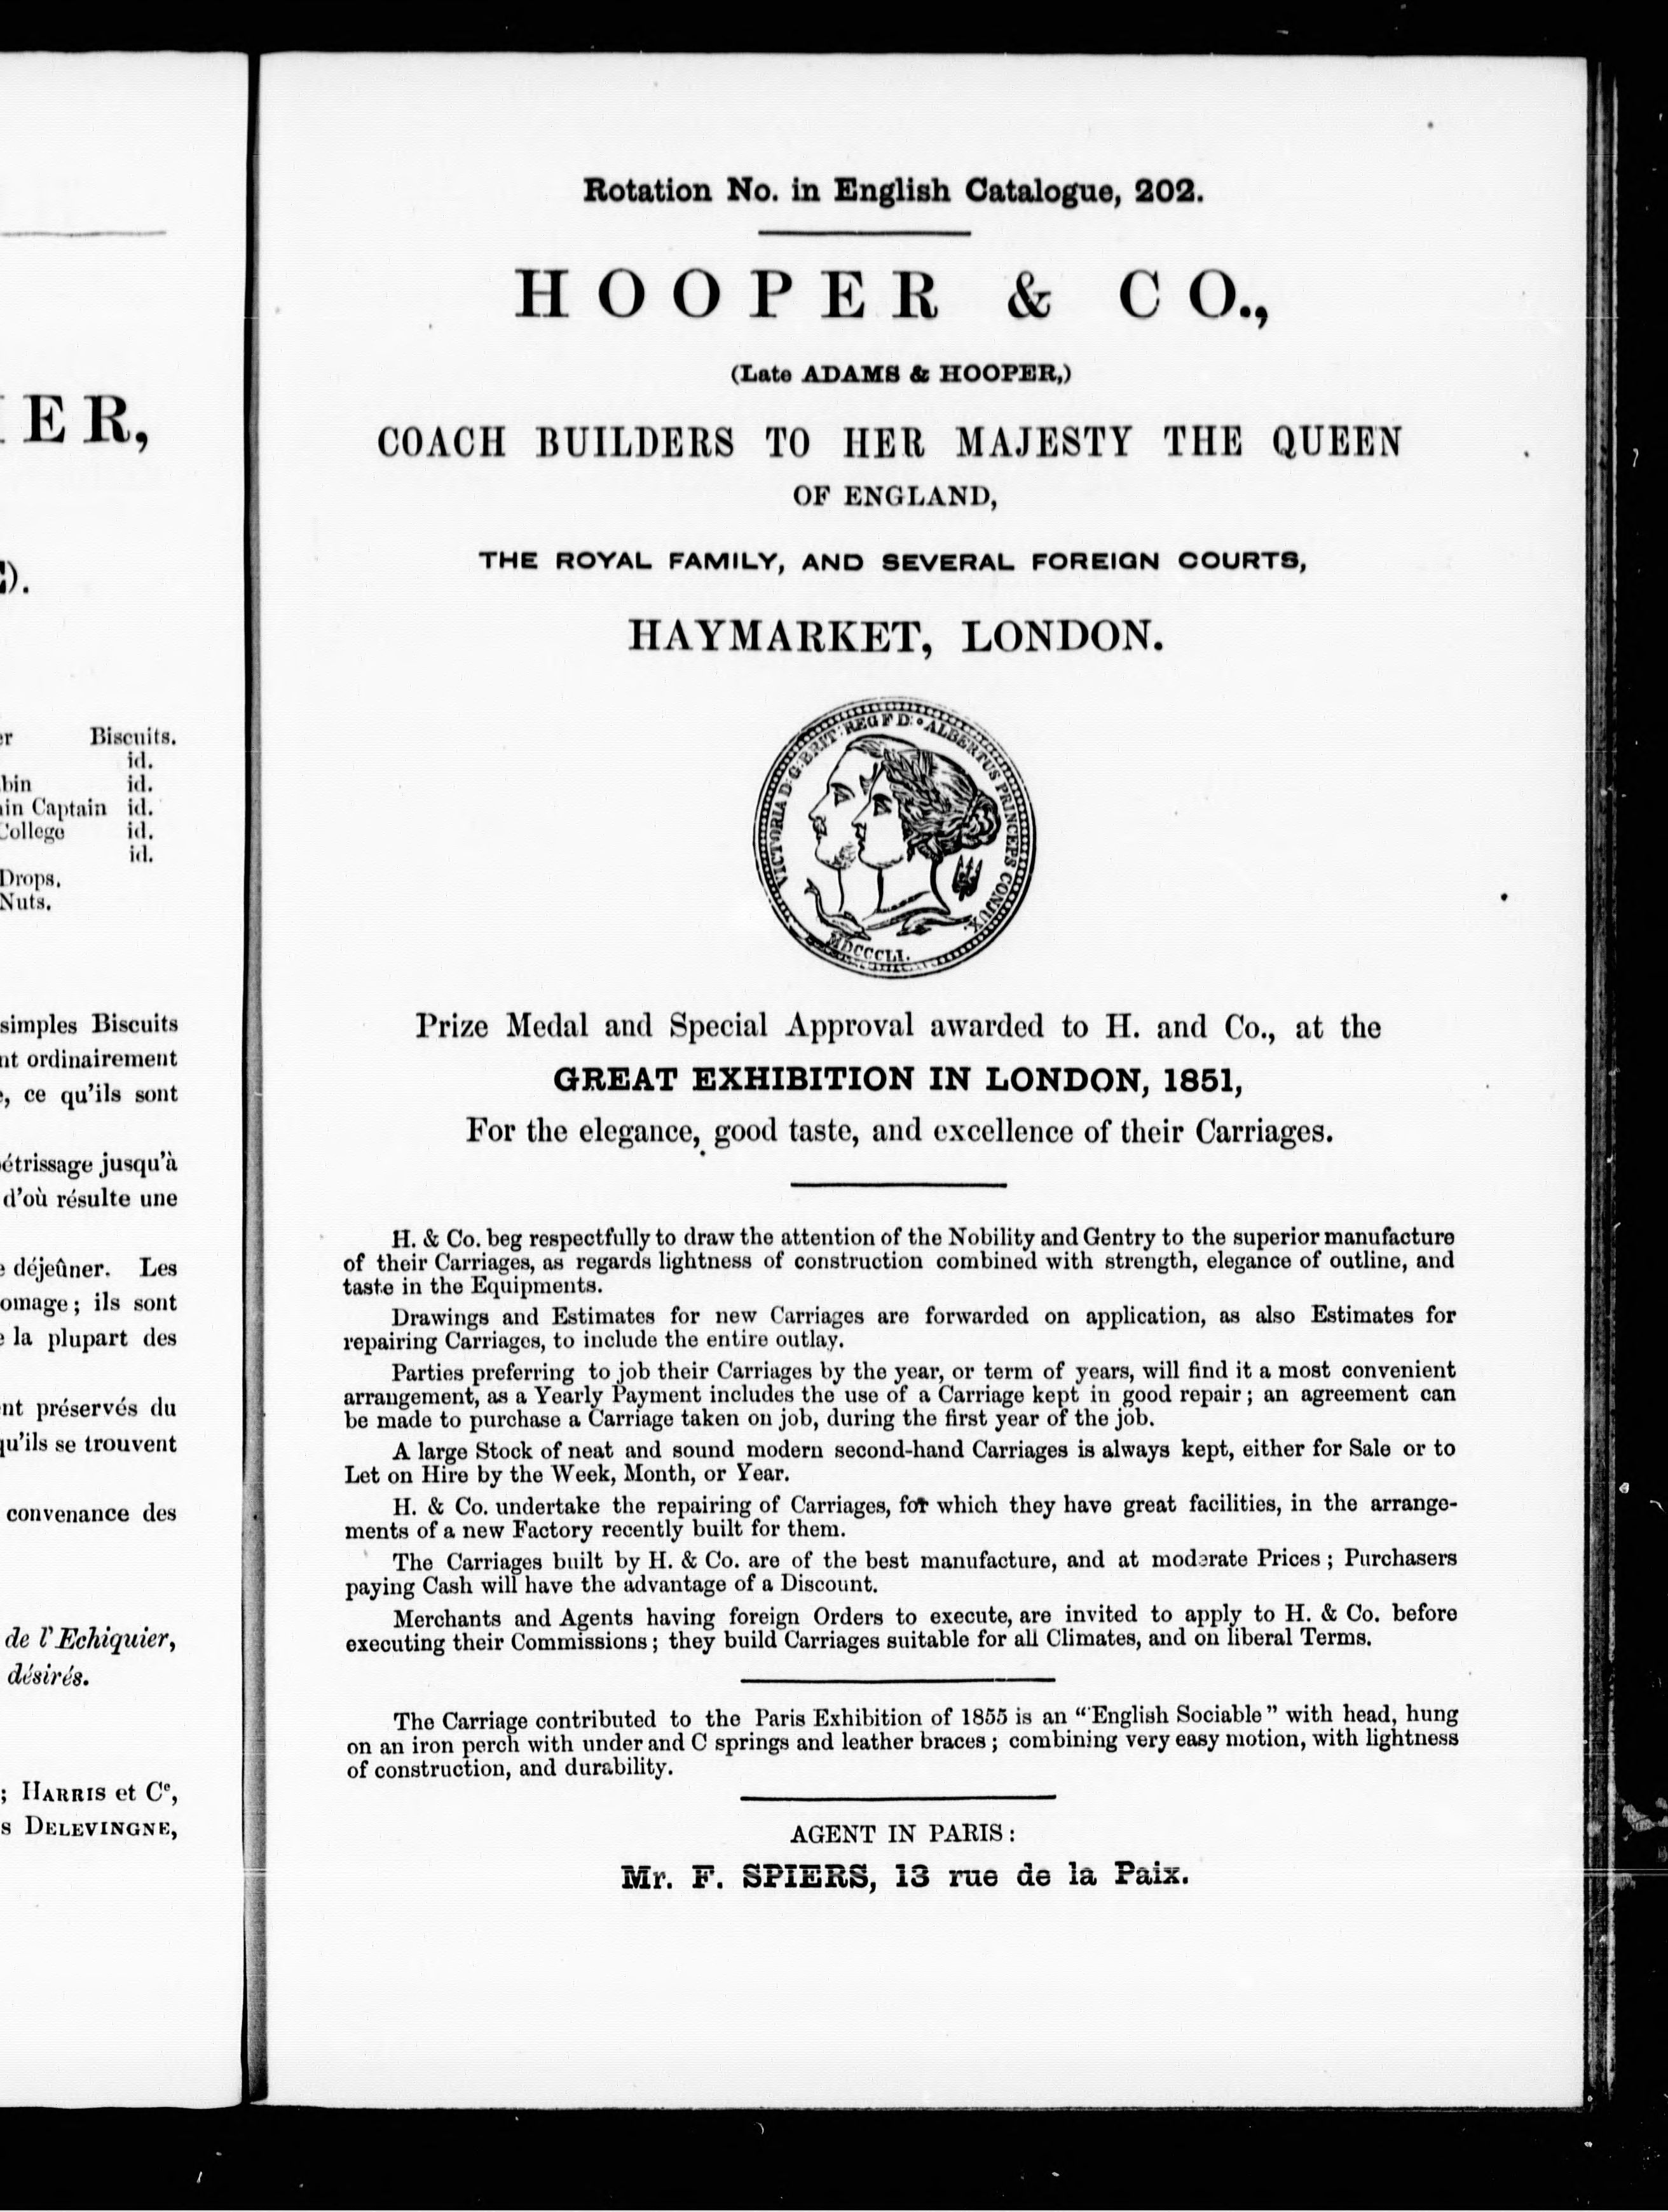 ER,
).
er Biscuits.
id.
bin id.
ain Captain id.
College id.
id.
Drops.
Nuts.
simples Biscuits
nt ordinairement
, ce qu'ils sont
pétrissage jusqu'à
d'où résulte une
déjeûner. Les
omage; ils sont
la plupart des
nt préservés du
qu'ils se trouvent
convenance des
de l'Echiquier,
désirés.
; HARRIS et Cᵉ,
s DELEVINGNE,
Rotation No. in English Catalogue, 202.
HOOPER & CO.,
(Late ADAMS & HOOPER,)
COACH BUILDERS TO HER MAJESTY THE QUEEN
OF ENGLAND,
THE ROYAL FAMILY, AND SEVERAL FOREIGN COURTS,
HAYMARKET, LONDON.
VICTORIA D: G: BRIT: REG F D: ALBERTUS PRINCEPS CONJUX.
MDCCCLI.
Prize Medal and Special Approval awarded to H. and Co., at the
GREAT EXHIBITION IN LONDON, 1851,
For the elegance, good taste, and excellence of their Carriages.
H. & Co. beg respectfully to draw the attention of the Nobility and Gentry to the superior manufacture
of their Carriages, as regards lightness of construction combined with strength, elegance of outline, and
taste in the Equipments.
Drawings and Estimates for new Carriages are forwarded on application, as also Estimates for
repairing Carriages, to include the entire outlay.
Parties preferring to job their Carriages by the year, or term of years, will find it a most convenient
arrangement, as a Yearly Payment includes the use of a Carriage kept in good repair; an agreement can
be made to purchase a Carriage taken on job, during the first year of the job.
A large Stock of neat and sound modern second-hand Carriages is always kept, either for Sale or to
Let on Hire by the Week, Month, or Year.
H. & Co. undertake the repairing of Carriages, for which they have great facilities, in the arrange-
ments of a new Factory recently built for them.
The Carriages built by H. & Co. are of the best manufacture, and at moderate Prices; Purchasers
paying Cash will have the advantage of a Discount.
Merchants and Agents having foreign Orders to execute, are invited to apply to H. & Co. before
executing their Commissions; they build Carriages suitable for all Climates, and on liberal Terms.
The Carriage contributed to the Paris Exhibition of 1855 is an "English Sociable" with head, hung
on an iron perch with under and C springs and leather braces; combining very easy motion, with lightness
of construction, and durability.
AGENT IN PARIS:
Mr. F. SPIERS, 13 rue de la Paix.